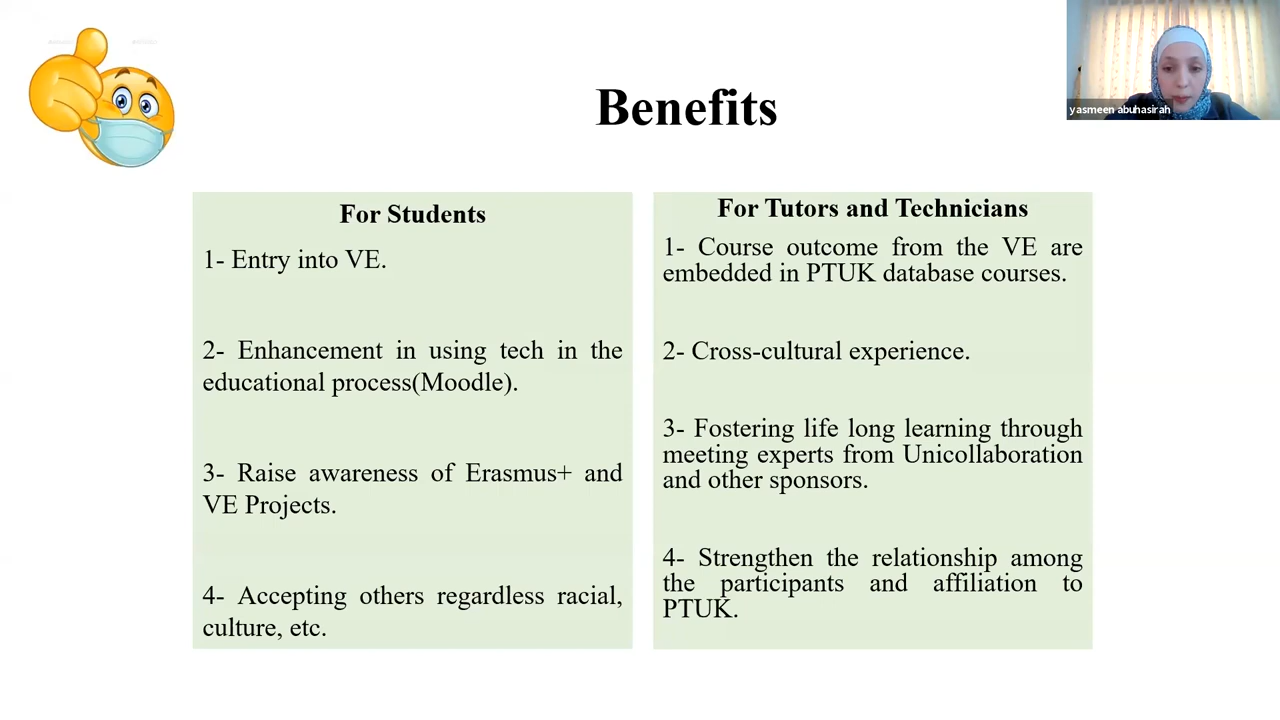 Benefits
yasmeen abuhasirah
For Students
1- Entry into VE.
2- Enhancement in using tech in the
educational process(Moodle).
3- Raise awareness of Erasmus+ and
VE Projects.
4- Accepting others regardless racial,
culture, etc.
For Tutors and Technicians
1- Course outcome from the VE are
embedded in PTUK database courses.
2- Cross-cultural experience.
3- Fostering life long learning through
meeting experts from Unicollaboration
and other sponsors.
4- Strengthen the relationship among
the participants and affiliation to
PTUK.